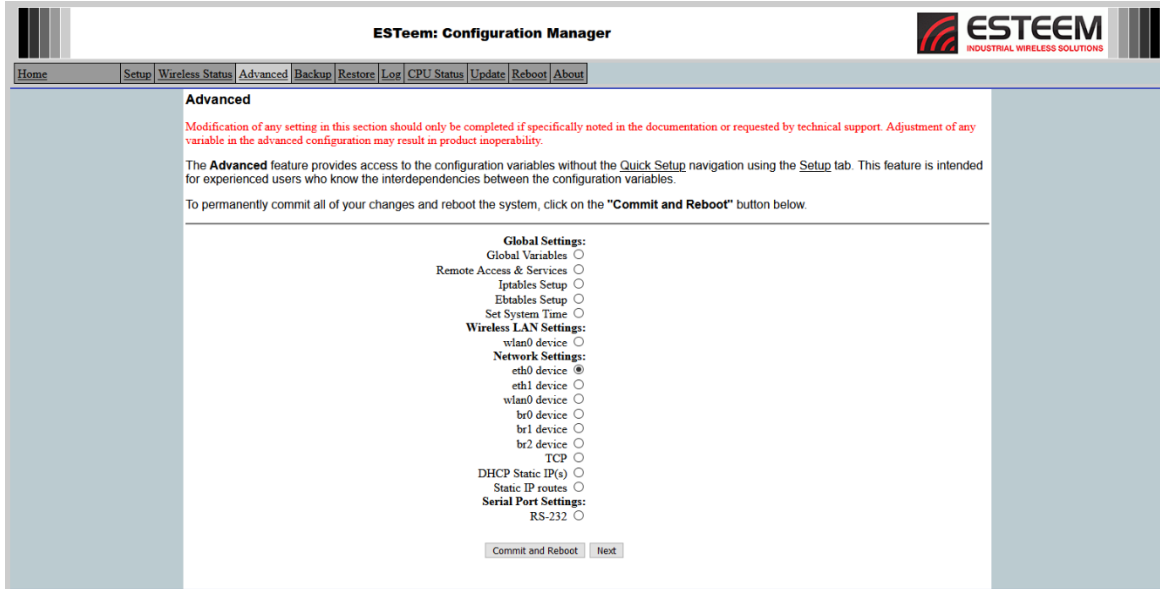 ESTeem: Configuration Manager
ESTEEM
INDUSTRIAL WIRELESS SOLUTIONS
Home Setup Wireless Status Advanced Backup Restore Log CPU Status Update Reboot About
Advanced
Modification of any setting in this section should only be completed if specifically noted in the documentation or requested by technical support. Adjustment of any
variable in the advanced configuration may result in product inoperability.
The Advanced feature provides access to the configuration variables without the Quick Setup navigation using the Setup tab. This feature is intended
for experienced users who know the interdependencies between the configuration variables.
To permanently commit all of your changes and reboot the system, click on the "Commit and Reboot" button below.
Global Settings:
Global Variables
Remote Access & Services
Iptables Setup
Ebtables Setup
Set System Time
Wireless LAN Settings:
wlan0 device
Network Settings:
eth0 device
eth1 device
wlan0 device
br0 device
br1 device
br2 device
TCP
DHCP Static IP(s)
Static IP routes
Serial Port Settings:
RS-232
Commit and Reboot Next